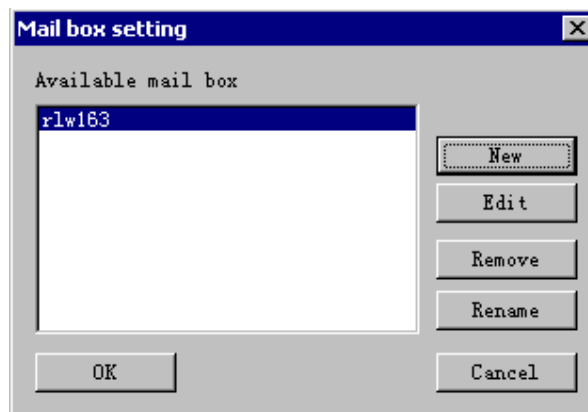 Mail box setting
Available mail box
rlw163
New
Edit
Remove
Rename
OK
Cancel